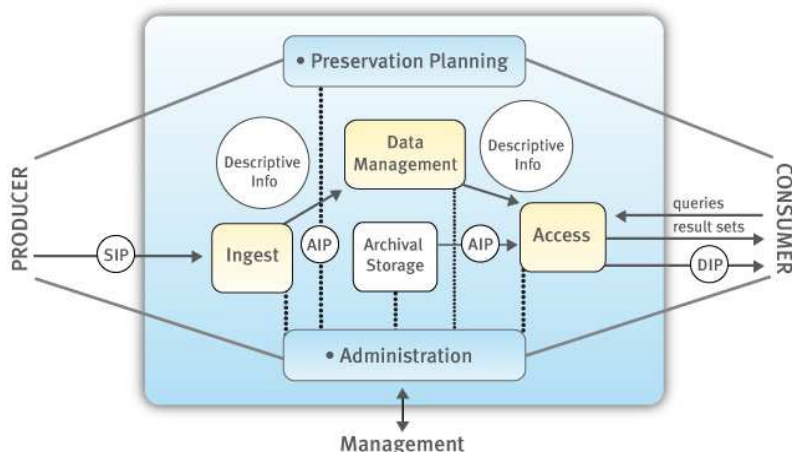 • Preservation Planning
PRODUCER
Descriptive
Info
Data
Management
Descriptive
Info
CONSUMER
queries
result sets
SIP
Ingest
AIP
Archival
Storage
AIP
Access
DIP
• Administration
Management